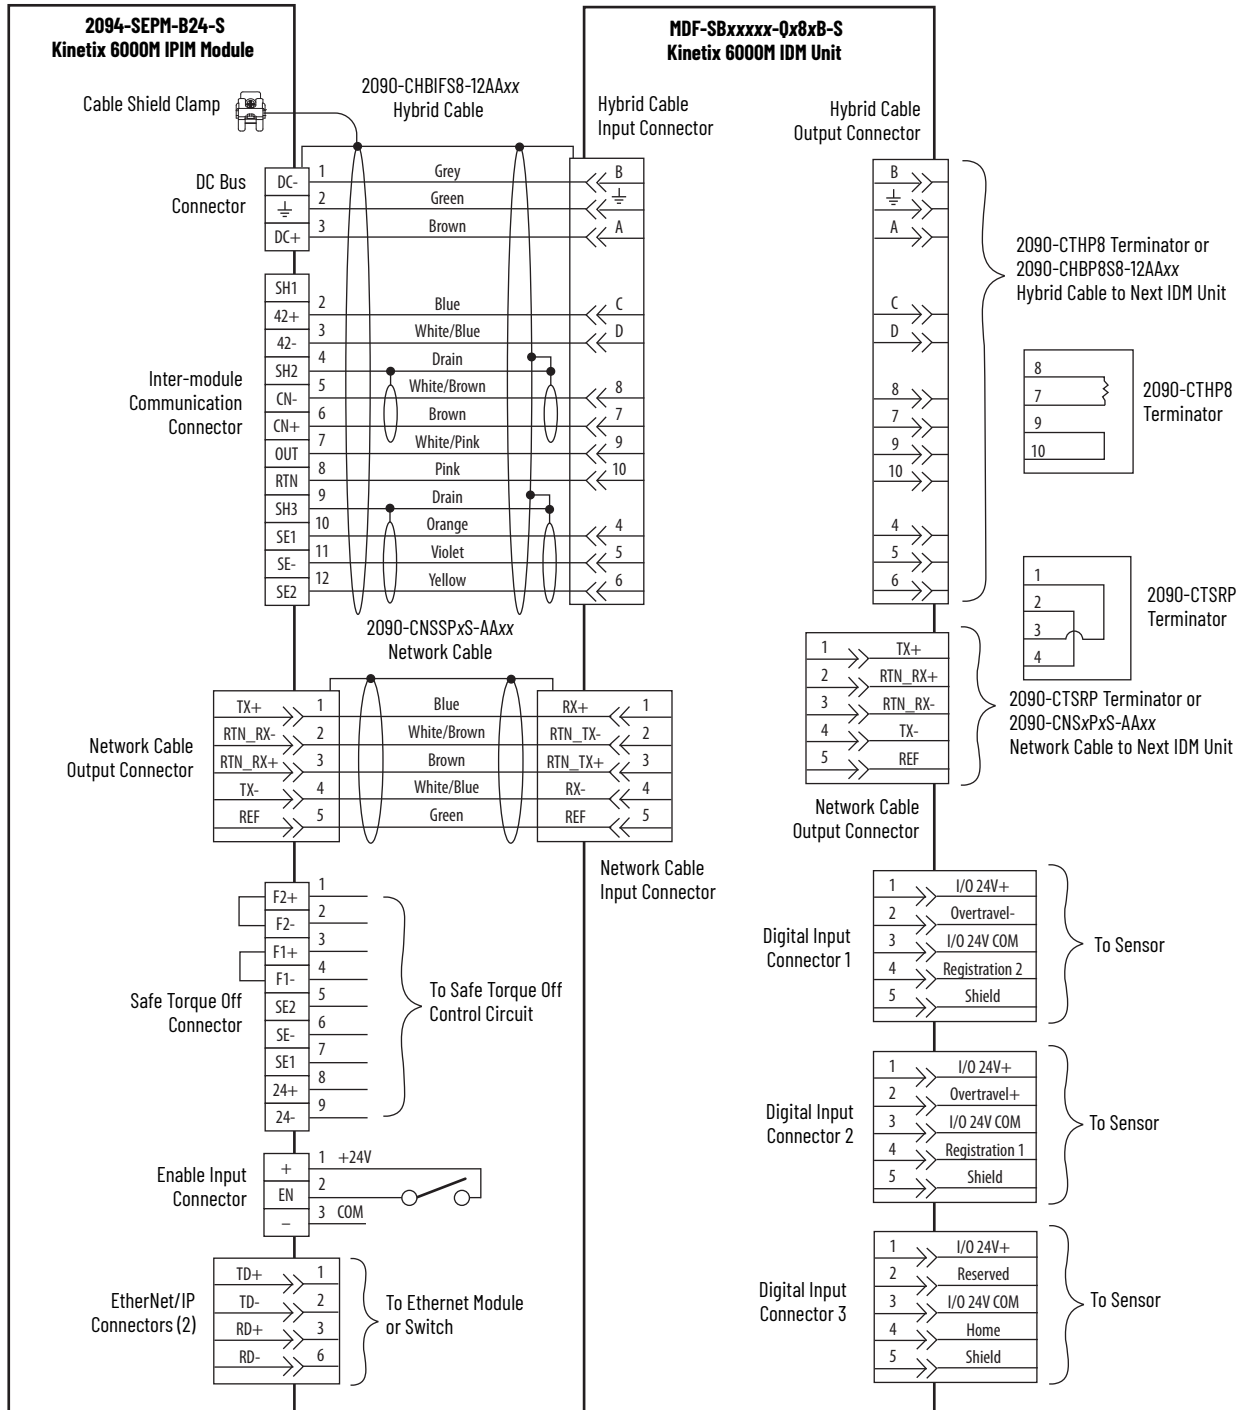 2094-SEPM-B24-S
Kinetix 6000M IPIM Module
MDF-SBxxxxx-Qx8xB-S
Kinetix 6000M IDM Unit
Cable Shield Clamp
2090-CHBIFS8-12AAxx
Hybrid Cable
Hybrid Cable
Input Connector
Hybrid Cable
Output Connector
DC Bus
Connector
DC- 1 Grey B
2 Green
DC+ 3 Brown A
Inter-module
Communication
Connector
SH1
42+ 2 Blue C
42- 3 White/Blue D
SH2 4 Drain
CN- 5 White/Brown 8
CN+ 6 Brown 7
OUT 7 White/Pink 9
RTN 8 Pink 10
SH3 9 Drain
SE1 10 Orange 4
SE- 11 Violet 5
SE2 12 Yellow 6
B
A
C
D
8
7
9
10
4
5
6
2090-CTHP8 Terminator or
2090-CHBP8S8-12AAxx
Hybrid Cable to Next IDM Unit
8
7
9
10
2090-CTHP8
Terminator
1
2
3
4
2090-CTSRP
Terminator
2090-CNSSPxS-AAxx
Network Cable
Network Cable
Output Connector
TX+ 1 Blue RX+ 1
RTN_RX- 2 White/Brown RTN_TX- 2
RTN_RX+ 3 Brown RTN_TX+ 3
TX- 4 White/Blue RX- 4
REF 5 Green REF 5
Network Cable
Input Connector
1 TX+
2 RTN_RX+
3 RTN_RX-
4 TX-
5 REF
2090-CTSRP Terminator or
2090-CNSxPxS-AAxx
Network Cable to Next IDM Unit
Network Cable
Output Connector
Safe Torque Off
Connector
F2+ 1
F2- 2
F1+ 3
F1- 4
SE2 5
SE- 6
SE1 7
24+ 8
24- 9
To Safe Torque Off
Control Circuit
Digital Input
Connector 1
1 I/O 24V+
2 Overtravel-
3 I/O 24V COM
4 Registration 2
5 Shield
To Sensor
Digital Input
Connector 2
1 I/O 24V+
2 Overtravel+
3 I/O 24V COM
4 Registration 1
5 Shield
To Sensor
Enable Input
Connector
+ 1 +24V
EN 2
– 3 COM
EtherNet/IP
Connectors (2)
TD+ 1
TD- 2
RD+ 3
RD- 6
To Ethernet Module
or Switch
Digital Input
Connector 3
1 I/O 24V+
2 Reserved
3 I/O 24V COM
4 Home
5 Shield
To Sensor